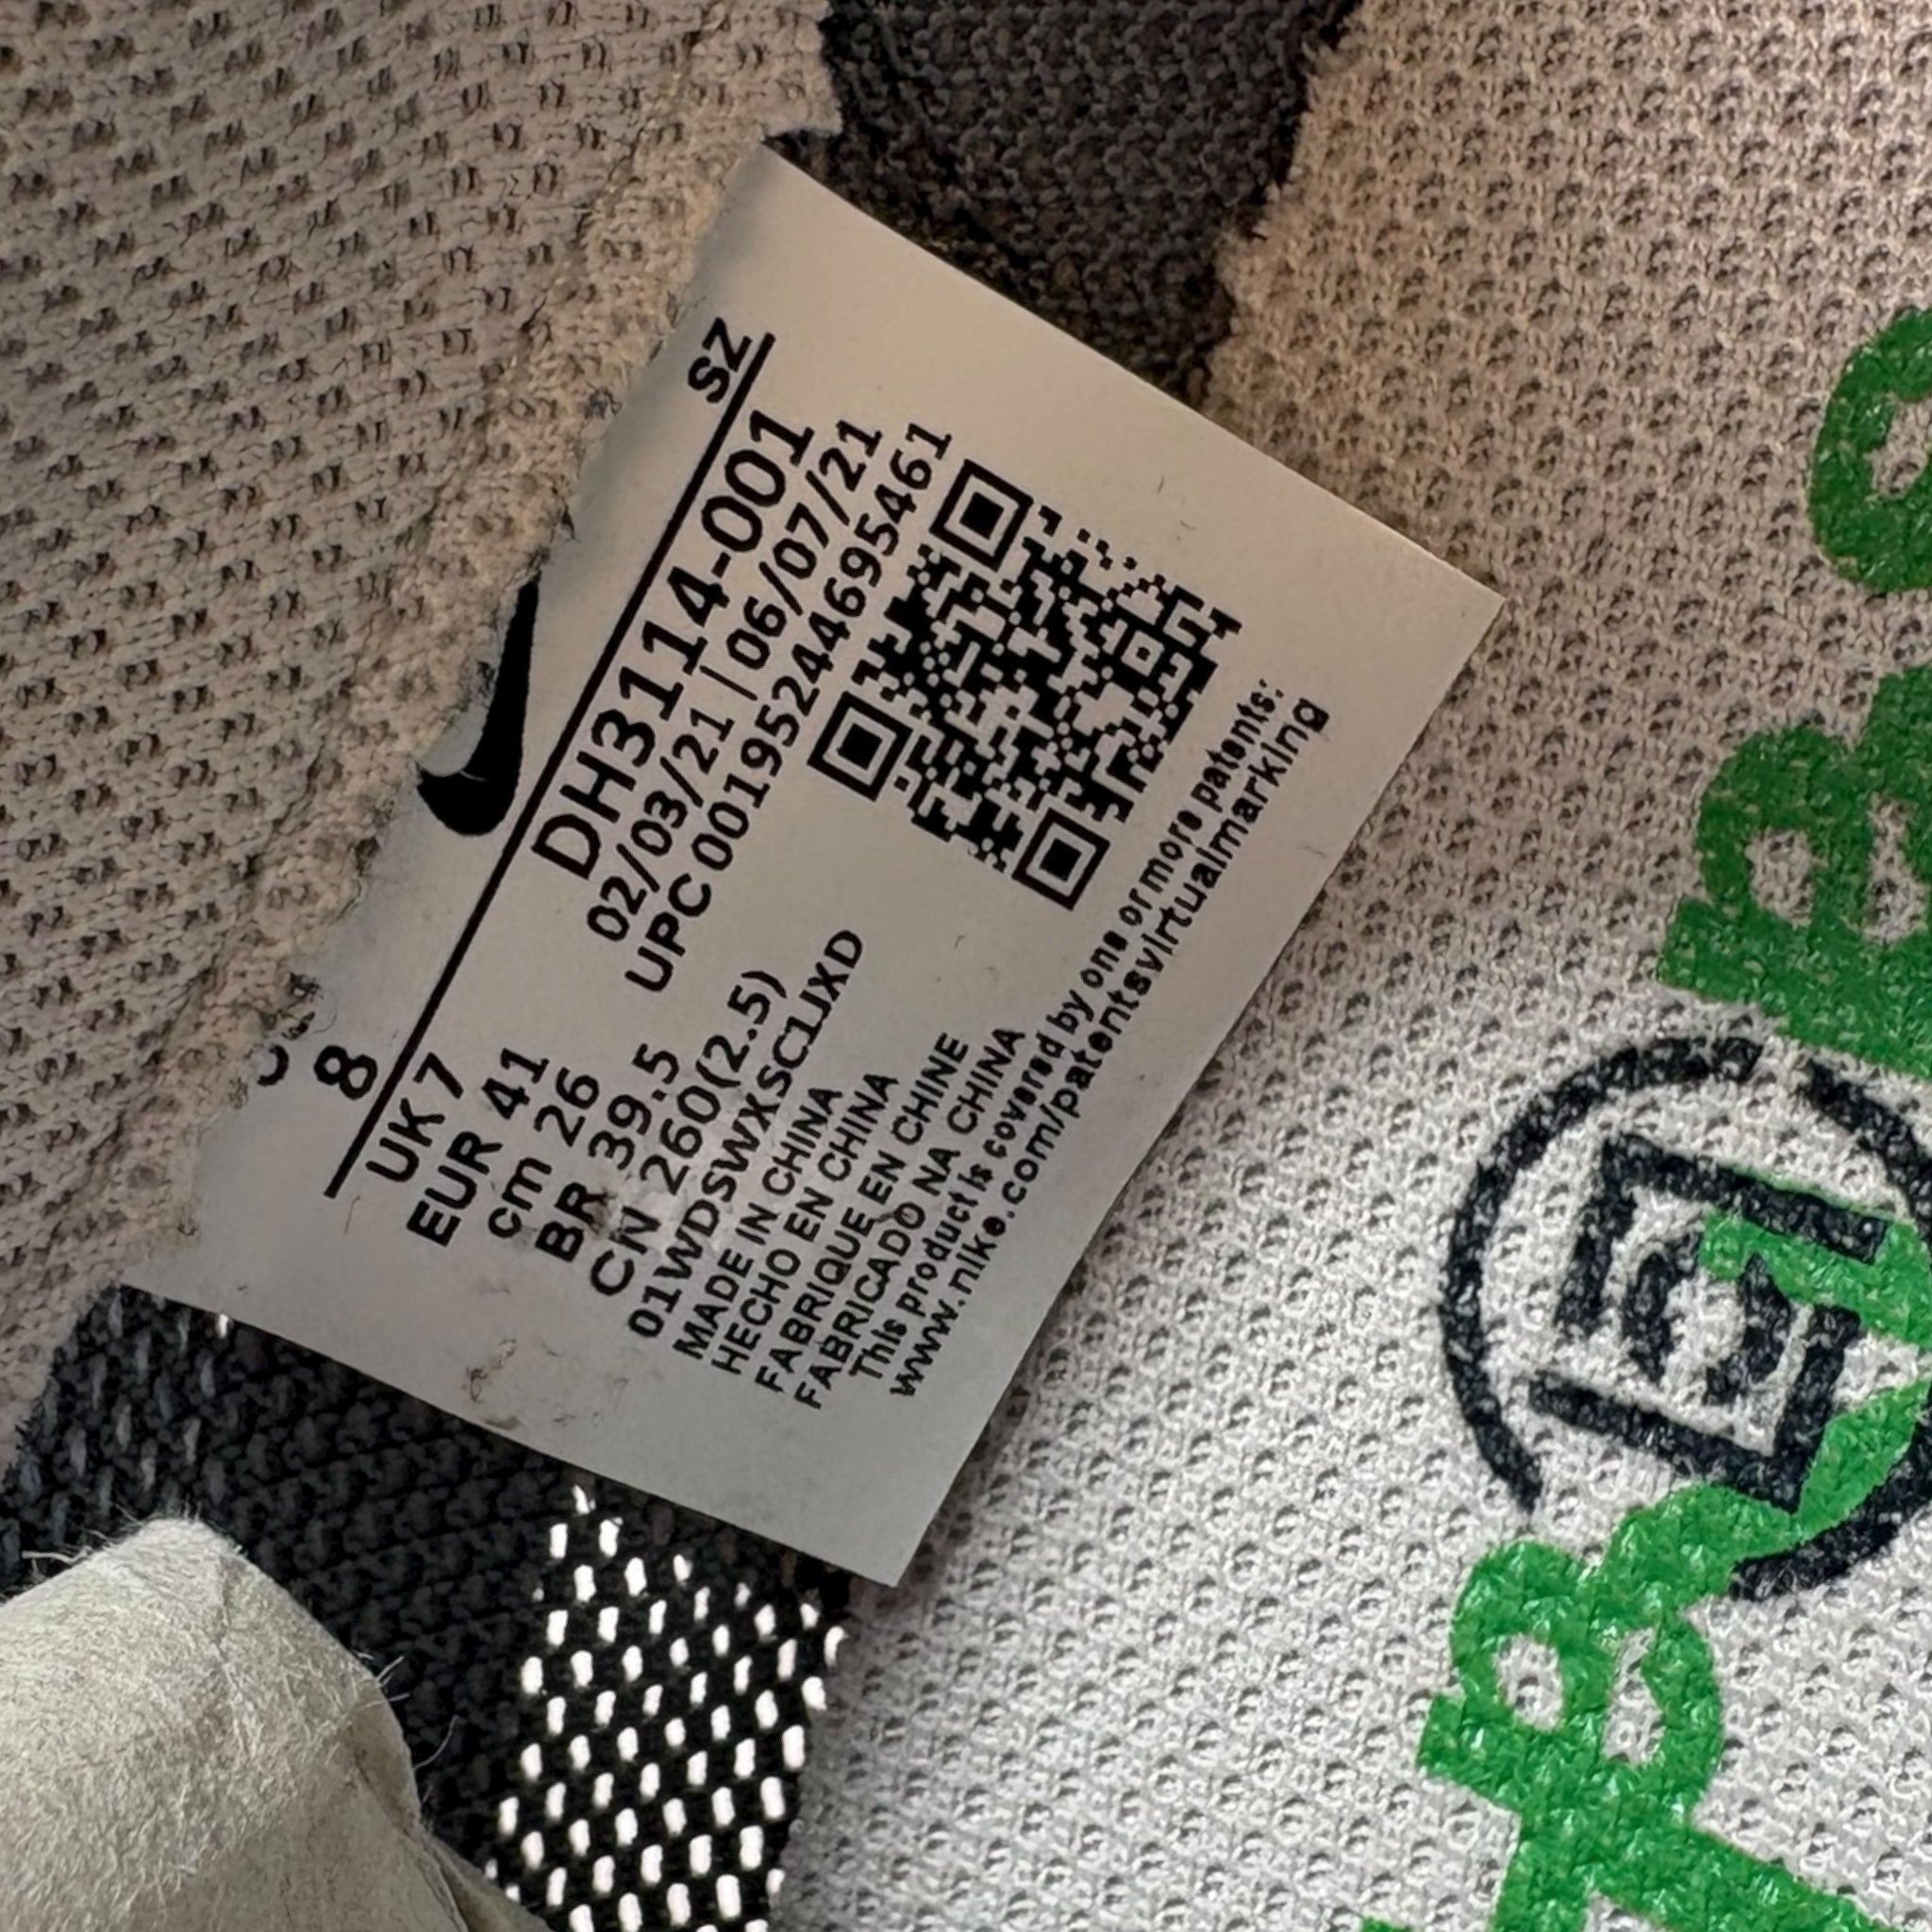 SZ
8
DH3114-001
02/03/21 | 06/07/21
UPC 00195244695461
UK 7
EUR 41
cm 26
BR 39.5
CN 260(2.5)
01WDSWXSC1JXD
MADE IN CHINA
HECHO EN CHINA
FABRIQUE EN CHINE
FABRICADO NA CHINA
This product is covered by one or more patents:
www.nike.com/patentsvirtualmarking